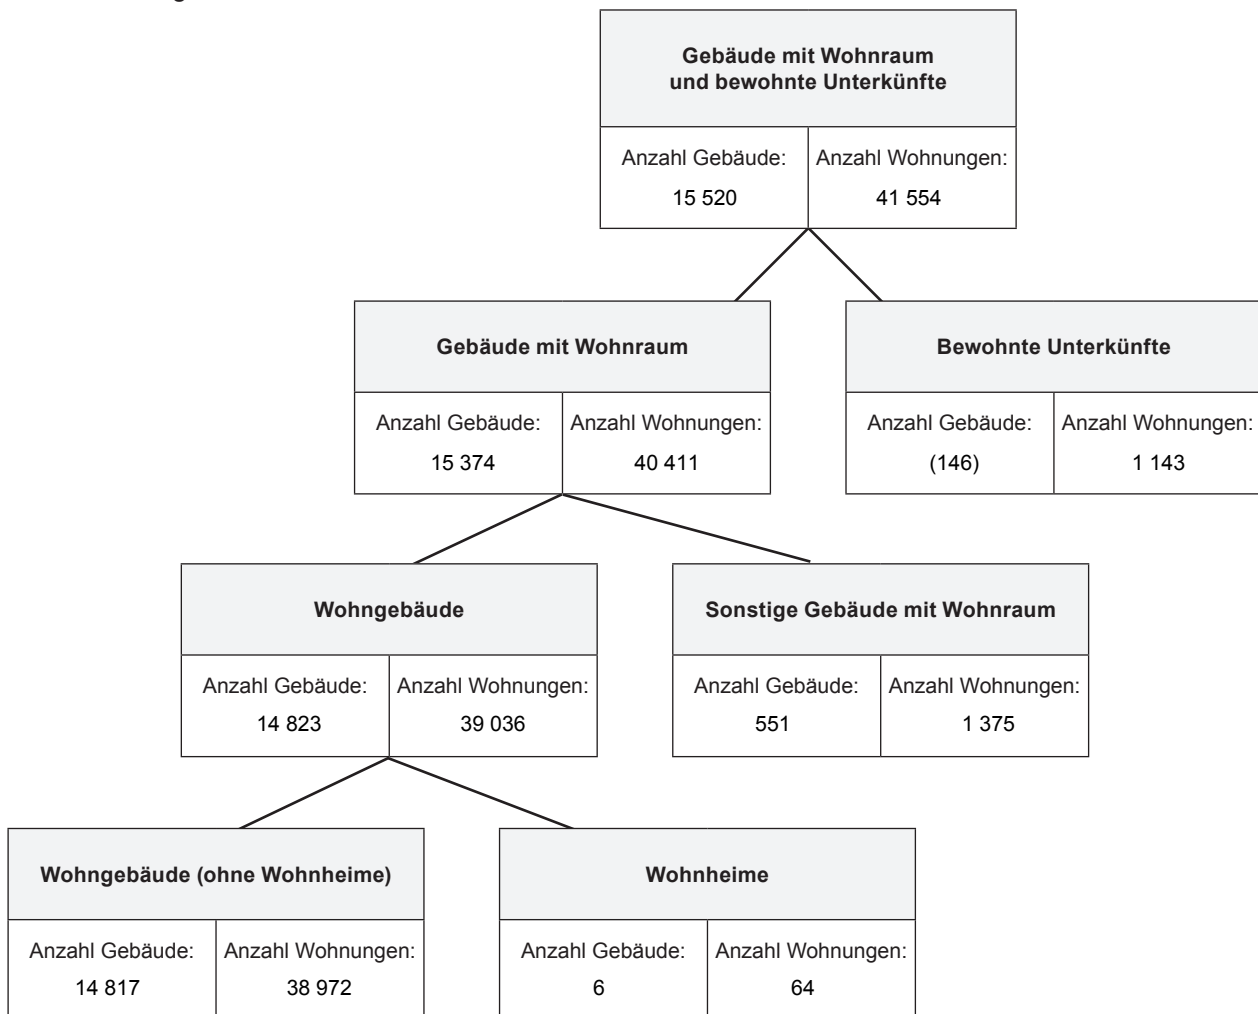 Gebäude mit Wohnraum
und bewohnte Unterkünfte
Anzahl Gebäude: Anzahl Wohnungen:
15 520 41 554
Gebäude mit Wohnraum Bewohnte Unterkünfte
Anzahl Gebäude: Anzahl Wohnungen: Anzahl Gebäude: Anzahl Wohnungen:
15 374 40 411 (146) 1 143
Wohngebäude Sonstige Gebäude mit Wohnraum
Anzahl Gebäude: Anzahl Wohnungen: Anzahl Gebäude: Anzahl Wohnungen:
14 823 39 036 551 1 375
Wohngebäude (ohne Wohnheime) Wohnheime
Anzahl Gebäude: Anzahl Wohnungen: Anzahl Gebäude: Anzahl Wohnungen:
14 817 38 972 6 64